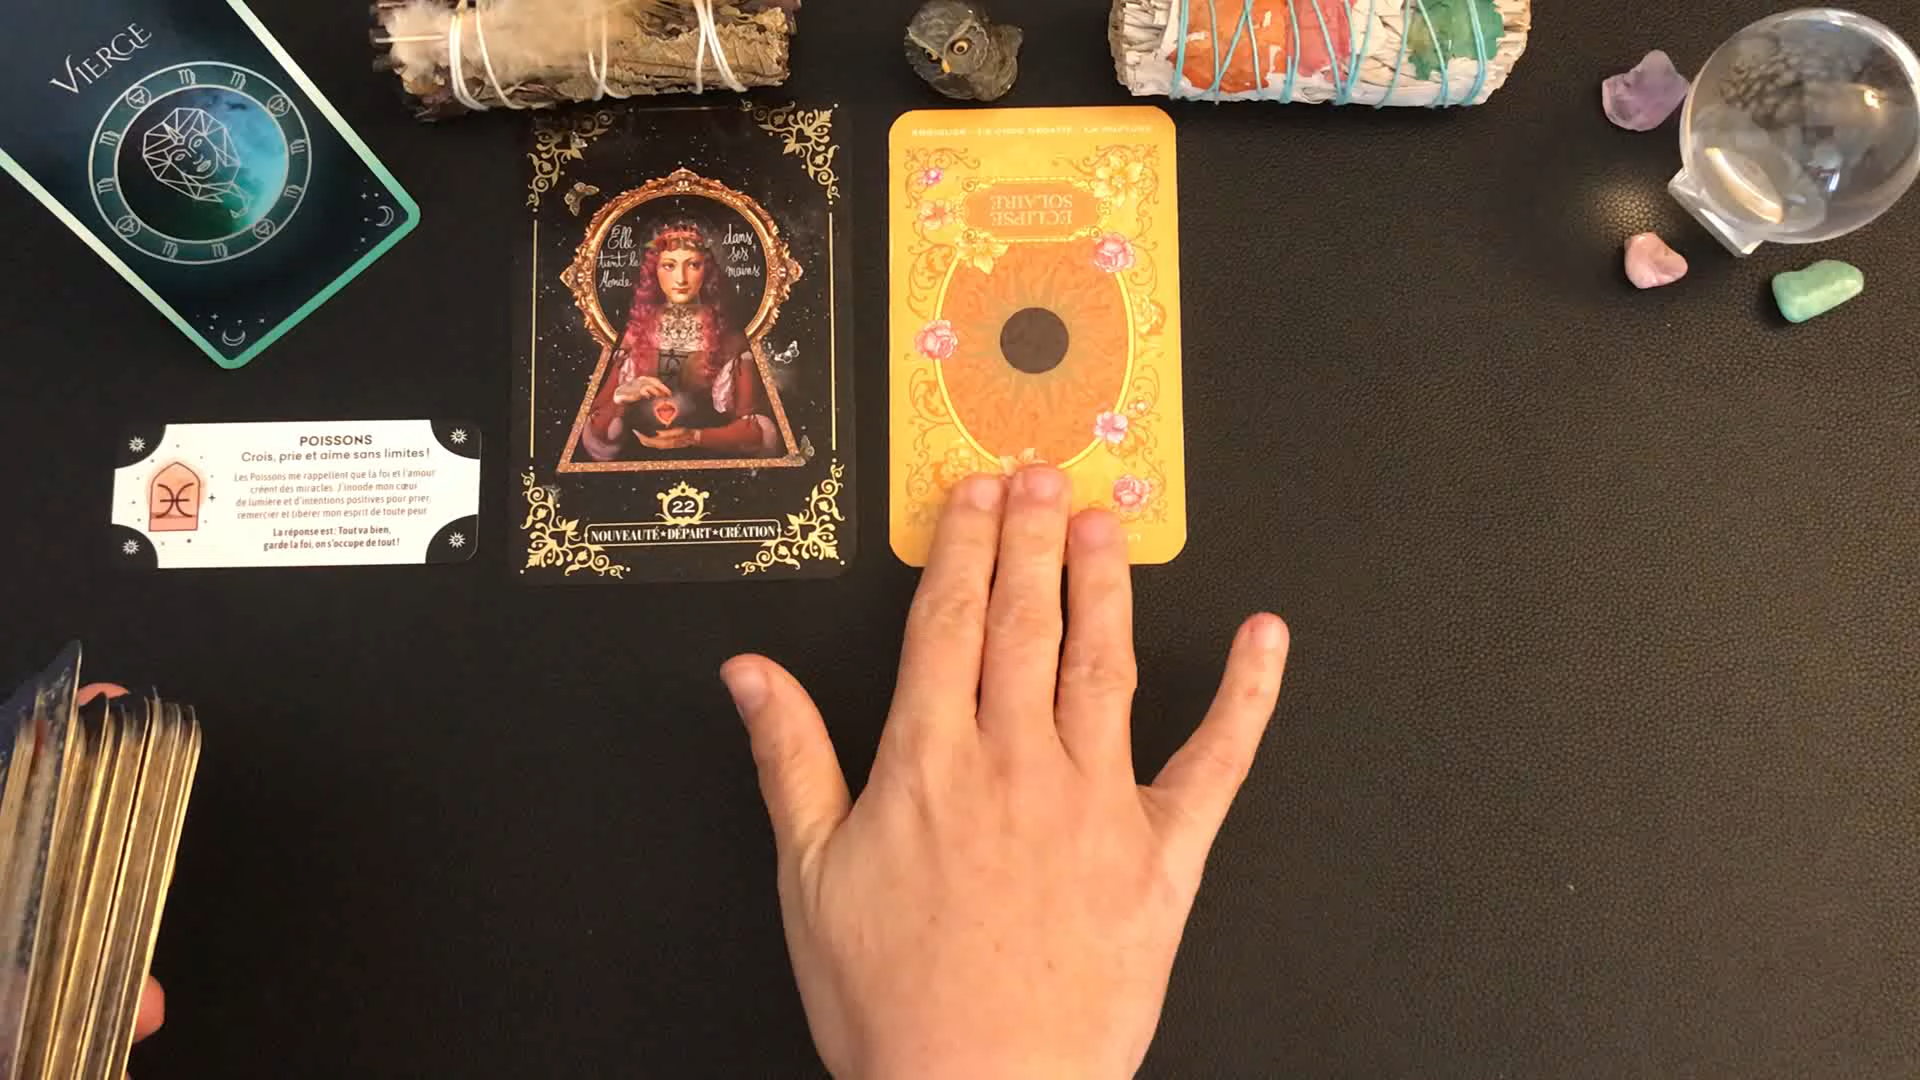 VIERGE
POISSONS
Crois, prie et aime sans limites!
Les Poissons me rappellent que la foi et l'amour
créent des miracles. J'inonde mon cœur
de lumière et d'intentions positives pour prier,
remercier et libérer mon esprit de toute peur.
La réponse est: Tout va bien,
garde la foi, on s'occupe de tout!
Elle
tient le
Monde
dans
ses
mains
22
NOUVEAUTÉ★DÉPART★CRÉATION
ÉCLIPSE
SOLAIRE